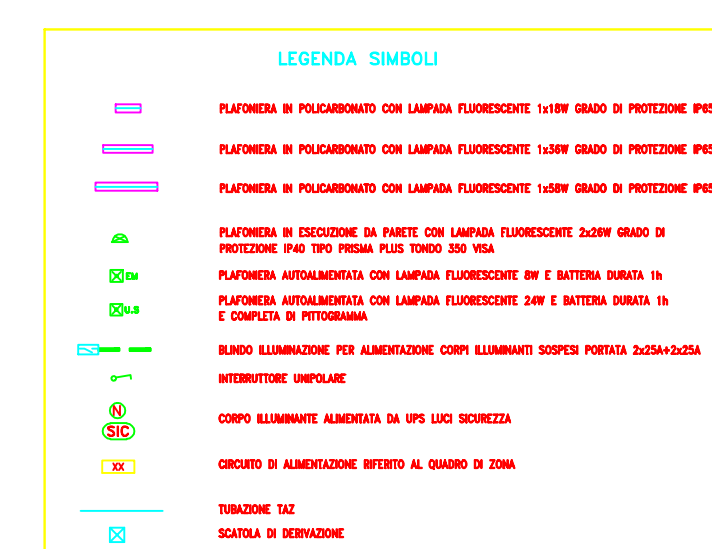 LEGENDA SIMBOLI
PLAFONIERA IN POLICARBONATO CON LAMPADA FLUORESCENTE 1x18W GRADO DI PROTEZIONE IP65
PLAFONIERA IN POLICARBONATO CON LAMPADA FLUORESCENTE 1x36W GRADO DI PROTEZIONE IP65
PLAFONIERA IN POLICARBONATO CON LAMPADA FLUORESCENTE 1x58W GRADO DI PROTEZIONE IP65
PLAFONIERA IN ESECUZIONE DA PARETE CON LAMPADA FLUORESCENTE 2x26W GRADO DI
PROTEZIONE IP40 TIPO PRISMA PLUS TONDO 350 VISA
EM PLAFONIERA AUTOALIMENTATA CON LAMPADA FLUORESCENTE 8W E BATTERIA DURATA 1h
U.S PLAFONIERA AUTOALIMENTATA CON LAMPADA FLUORESCENTE 24W E BATTERIA DURATA 1h
E COMPLETA DI PITTOGRAMMA
BLINDO ILLUMINAZIONE PER ALIMENTAZIONE CORPI ILLUMINANTI SOSPESI PORTATA 2x25A+2x25A
INTERRUTTORE UNIPOLARE
N
CORPO ILLUMINANTE ALIMENTATA DA UPS LUCI SICUREZZA
SIC
XX CIRCUITO DI ALIMENTAZIONE RIFERITO AL QUADRO DI ZONA
TUBAZIONE TAZ
SCATOLA DI DERIVAZIONE